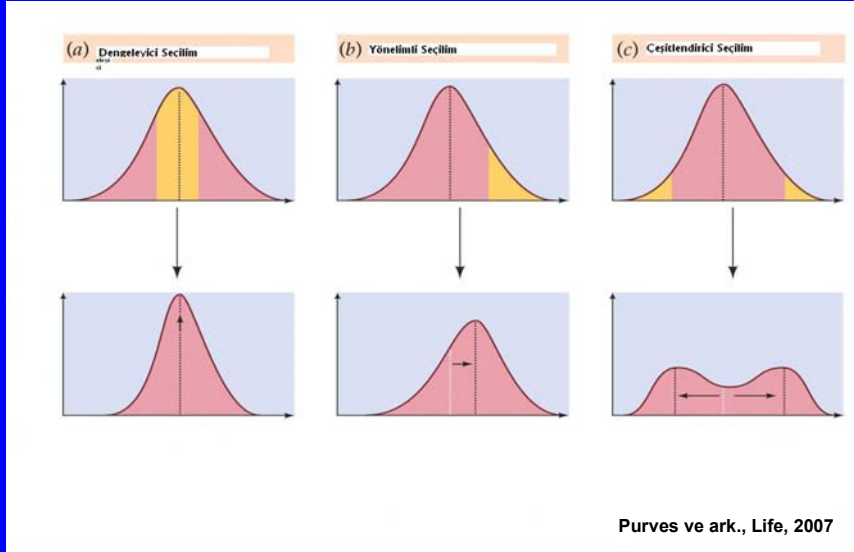 (a) Dengeleyici Seçilim
(b) Yönelimli Seçilim
(c) Çeşitlendirici Seçilim
Purves ve ark., Life, 2007